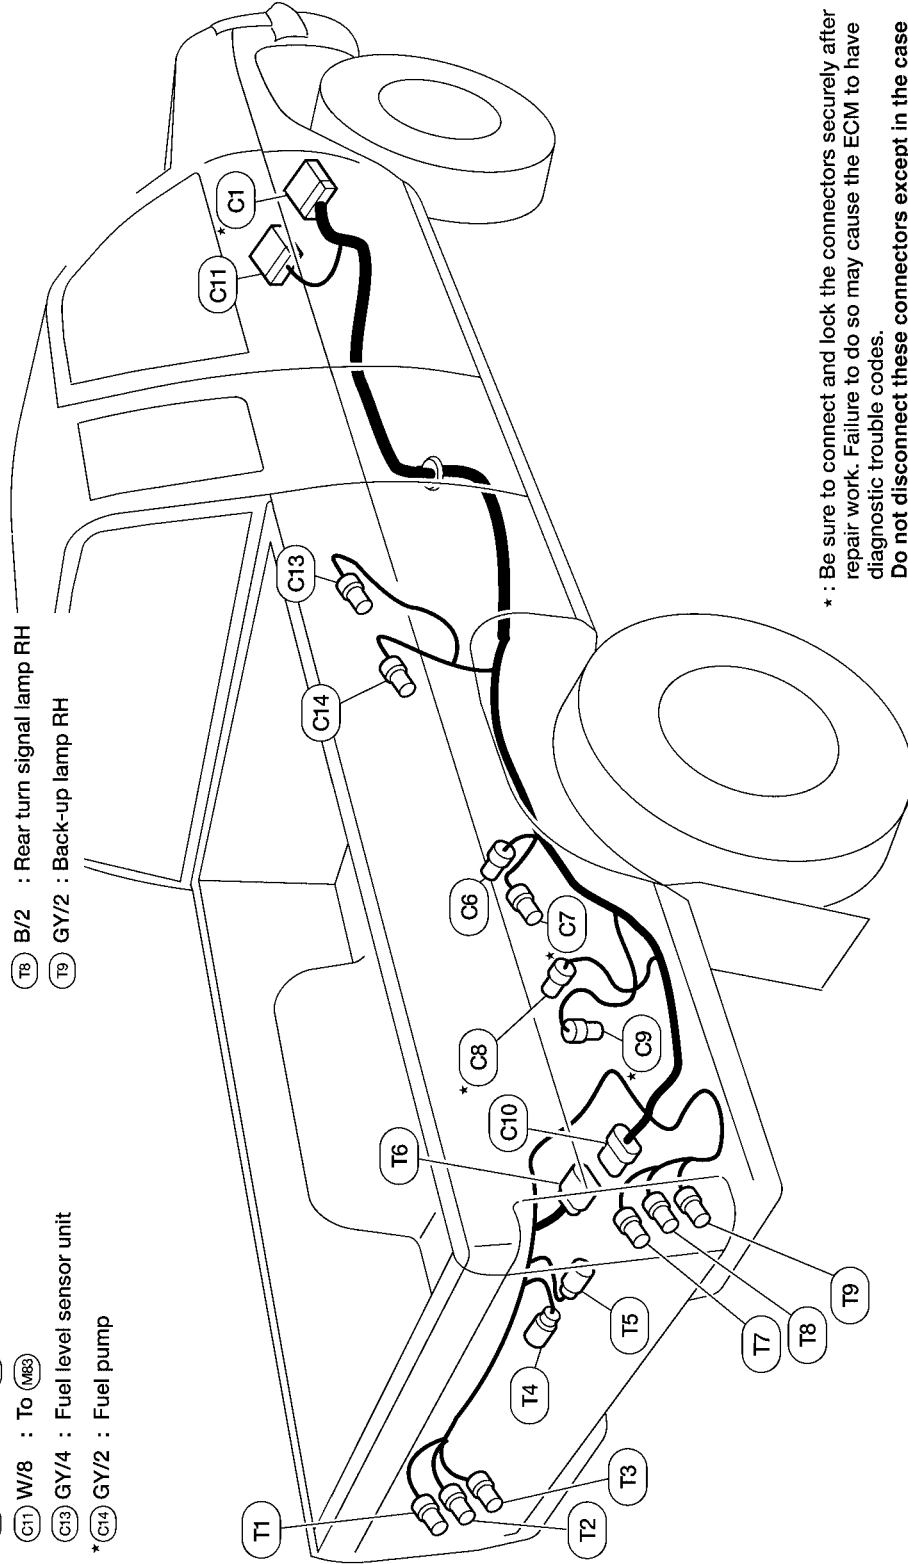 C11 W/8 : To M83
C13 GY/4 : Fuel level sensor unit
* C14 GY/2 : Fuel pump
T8 B/2 : Rear turn signal lamp RH
T9 GY/2 : Back-up lamp RH
T1
T2
T3
T4
T5
T6
T7
T8
T9
C10
C9
★
★ C8
C7
★
C6
C14
C13
C11
★ C1
* : Be sure to connect and lock the connectors securely after
repair work. Failure to do so may cause the ECM to have
diagnostic trouble codes.
Do not disconnect these connectors except in the case